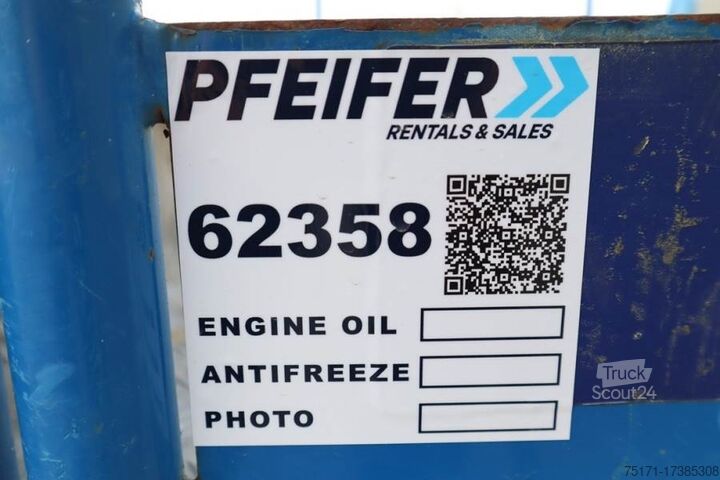 PFEIFER
RENTALS & SALES
62358
ENGINE OIL
ANTIFREEZE
PHOTO
Truck
Scout24
75171-17385308